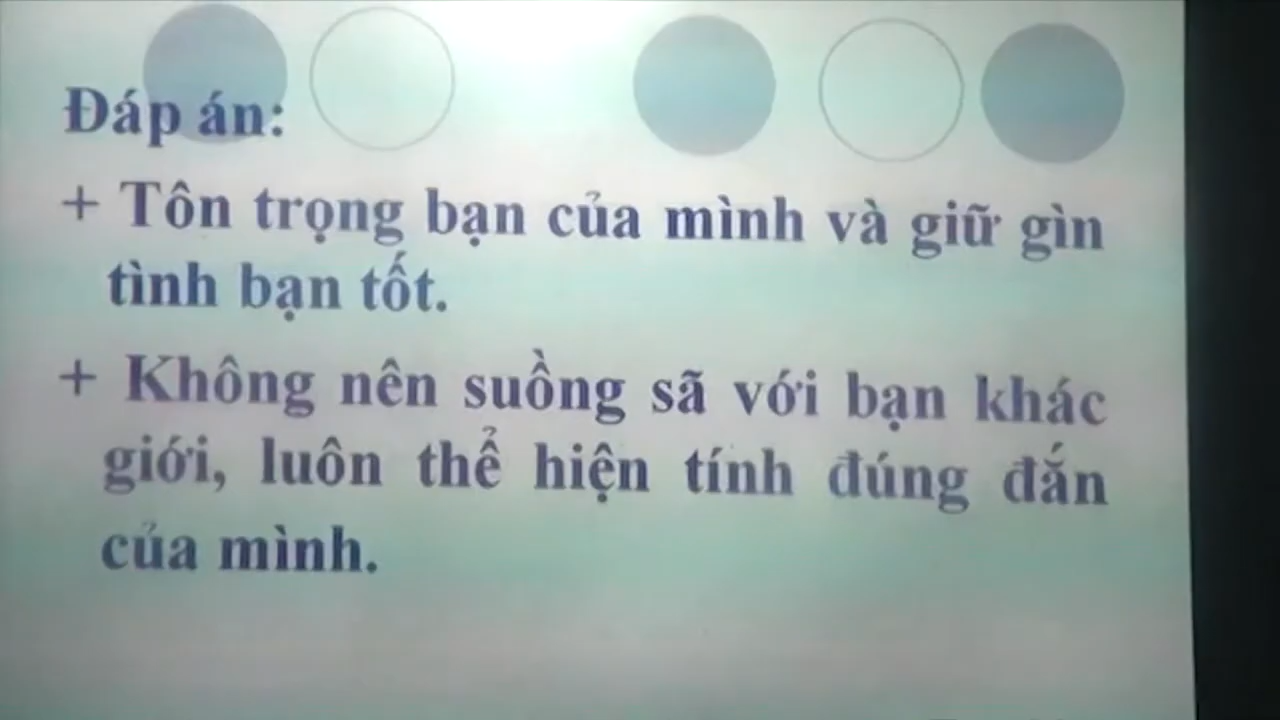 Đáp án:
+ Tôn trọng bạn của mình và giữ gìn
tình bạn tốt.
+ Không nên suồng sã với bạn khác
giới, luôn thể hiện tính đúng đắn
của mình.